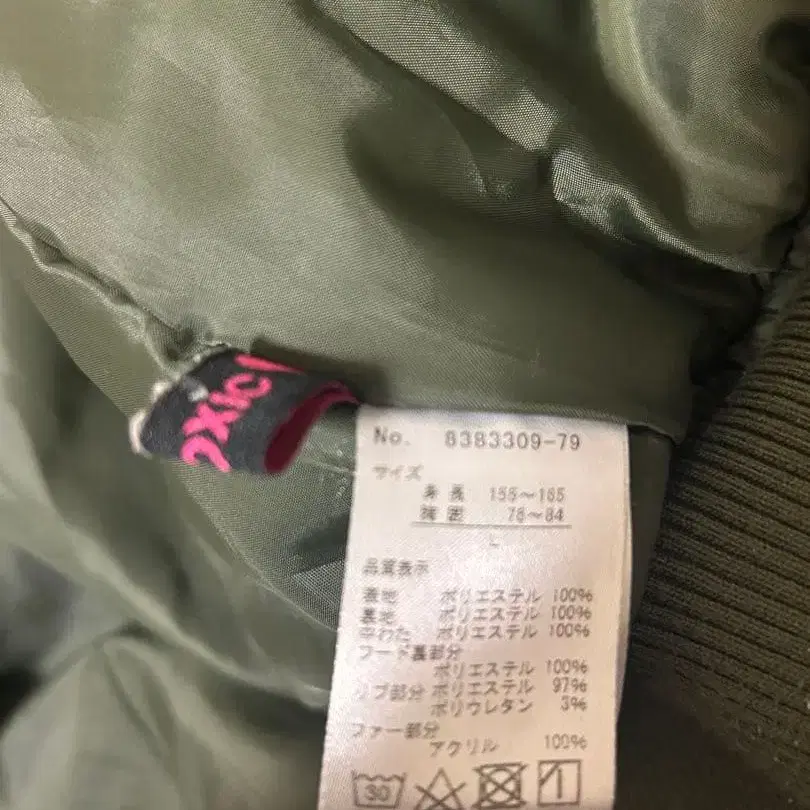 oxic
No. 8383309-79
サイズ
身長 155〜165
胸囲 76〜84
L
品質表示
表地 ポリエステル 100%
裏地 ポリエステル 100%
中わた ポリエステル 100%
フード裏部分
ポリエステル 100%
リブ部分 ポリエステル 97%
ポリウレタン 3%
ファー部分
アクリル 100%
30